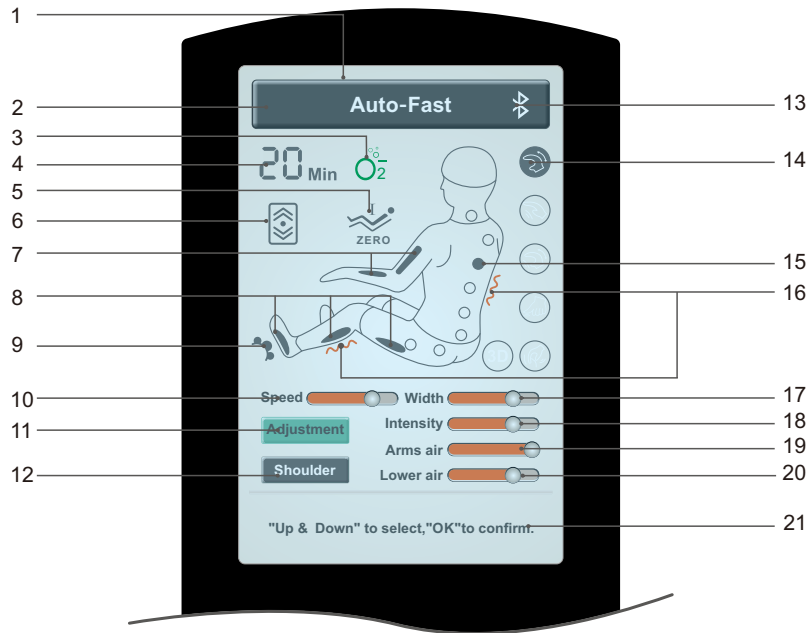 1
2
3
4
5
6
7
8
9
10
11
12
Auto-Fast
20 Min
O2
ZERO
Speed
Adjustment
Shoulder
Width
Intensity
Arms air
Lower air
"Up & Down" to select,"OK"to confirm.
13
14
15
16
17
18
19
20
21